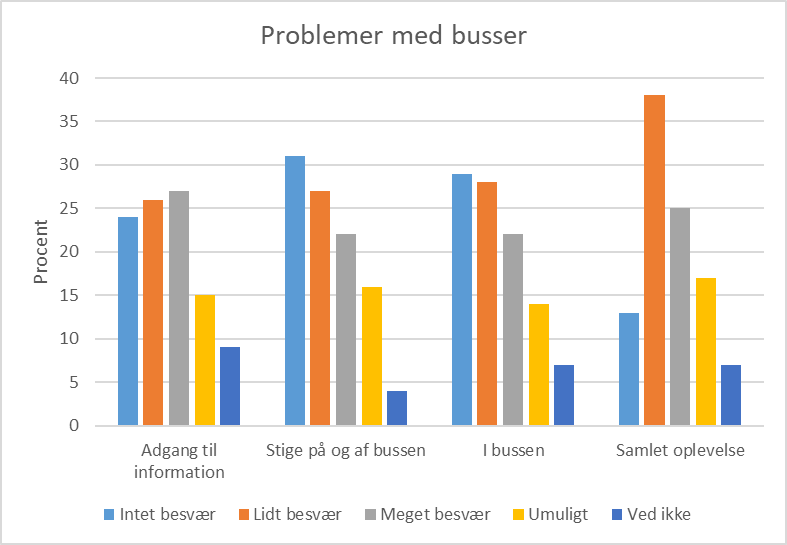 Problemer med busser
40
35
30
25
20
15
10
5
0
Procent
Adgang til
information
Stige på og af bussen
I bussen
Samlet oplevelse
Intet besvær
Lidt besvær
Meget besvær
Umuligt
Ved ikke